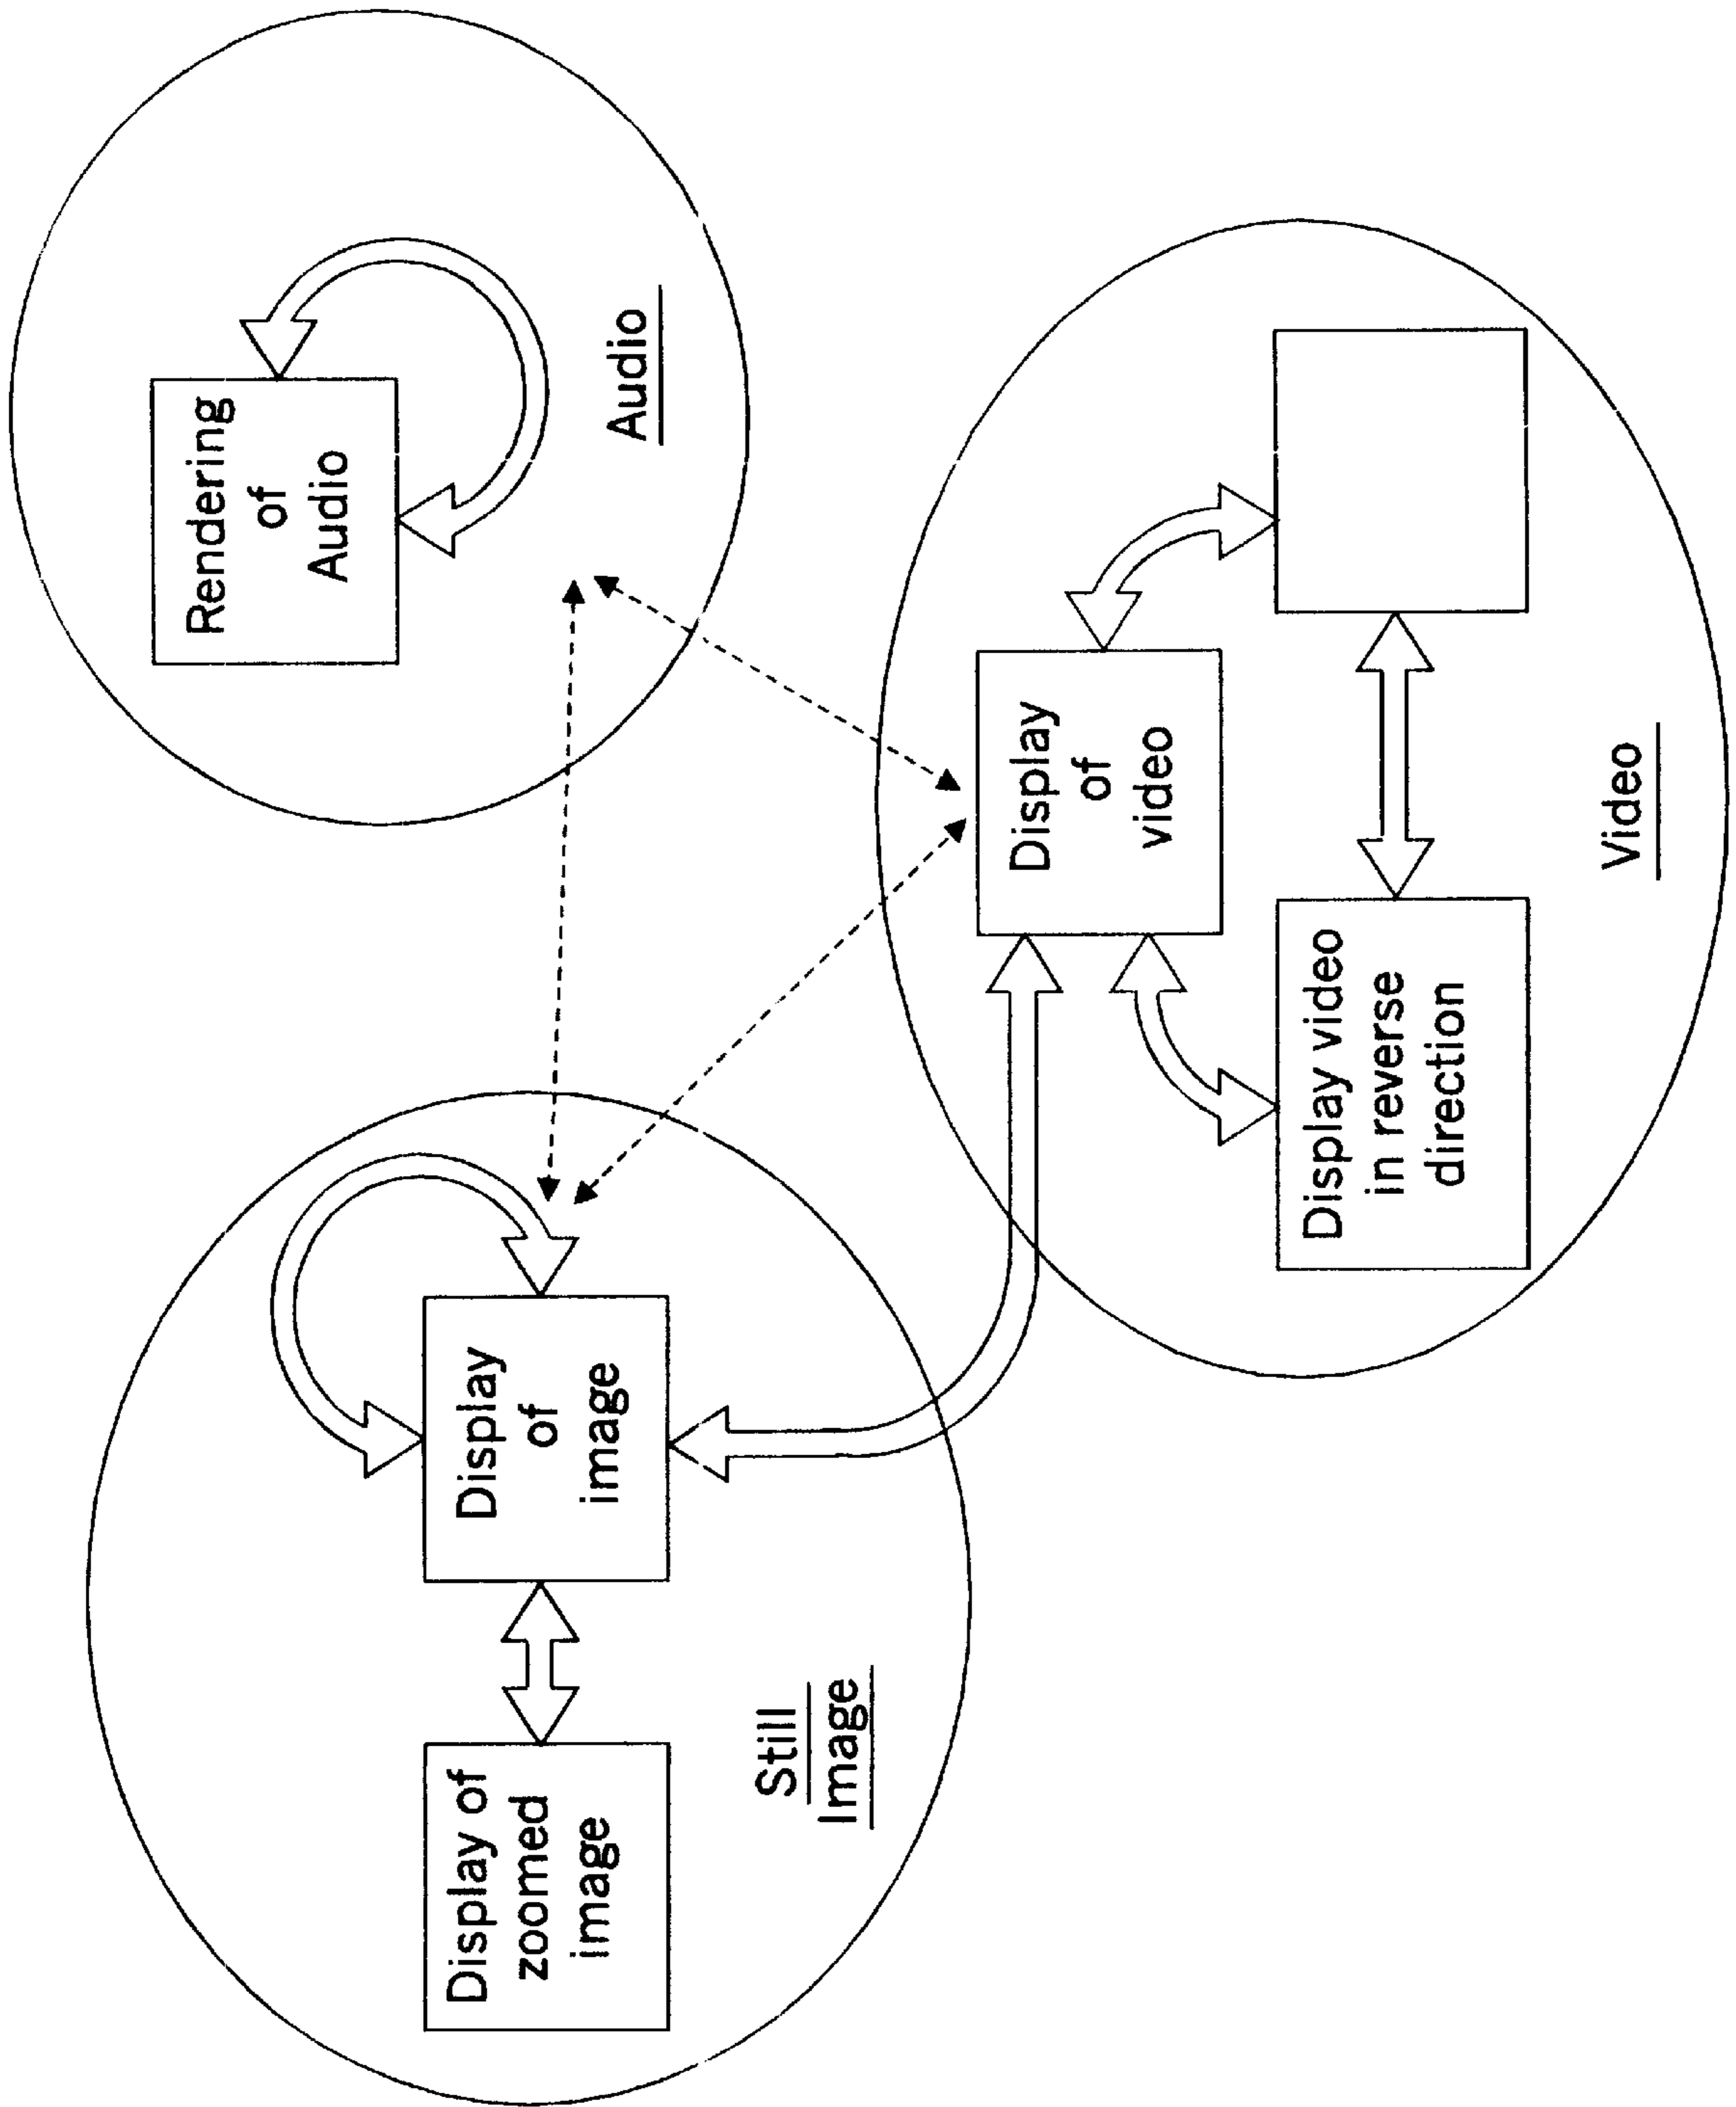 Display of
zoomed
image
Display
of
image
Still
Image
Rendering
of
Audio
Audio
Display
of
video
Display video
in reverse
direction
Video